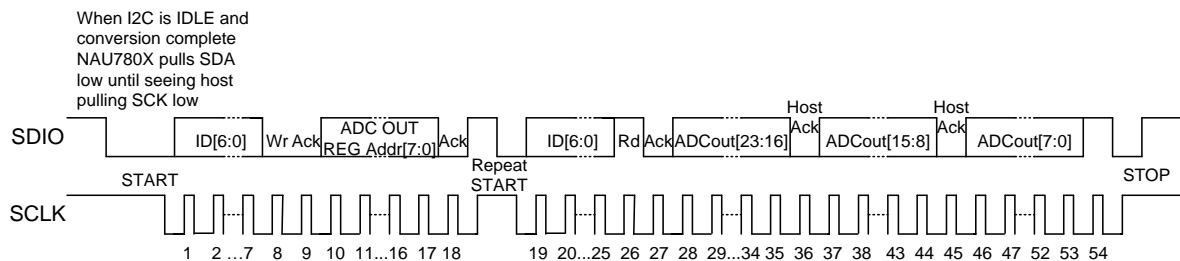 When I2C is IDLE and
conversion complete
NAU780X pulls SDA
low until seeing host
pulling SCK low
SDIO
ID[6:0]
Wr Ack
ADC OUT
REG Addr[7:0]
Ack
Repeat
START
ID[6:0]
Rd
Ack
ADCout[23:16]
Host
Ack
ADCout[15:8]
Host
Ack
ADCout[7:0]
START
STOP
SCLK
1 2 ...7 8 9 10 11...16 17 18 19 20...25 26 27 28 29...34 35 36 37 38 43 44 45 46 47 52 53 54